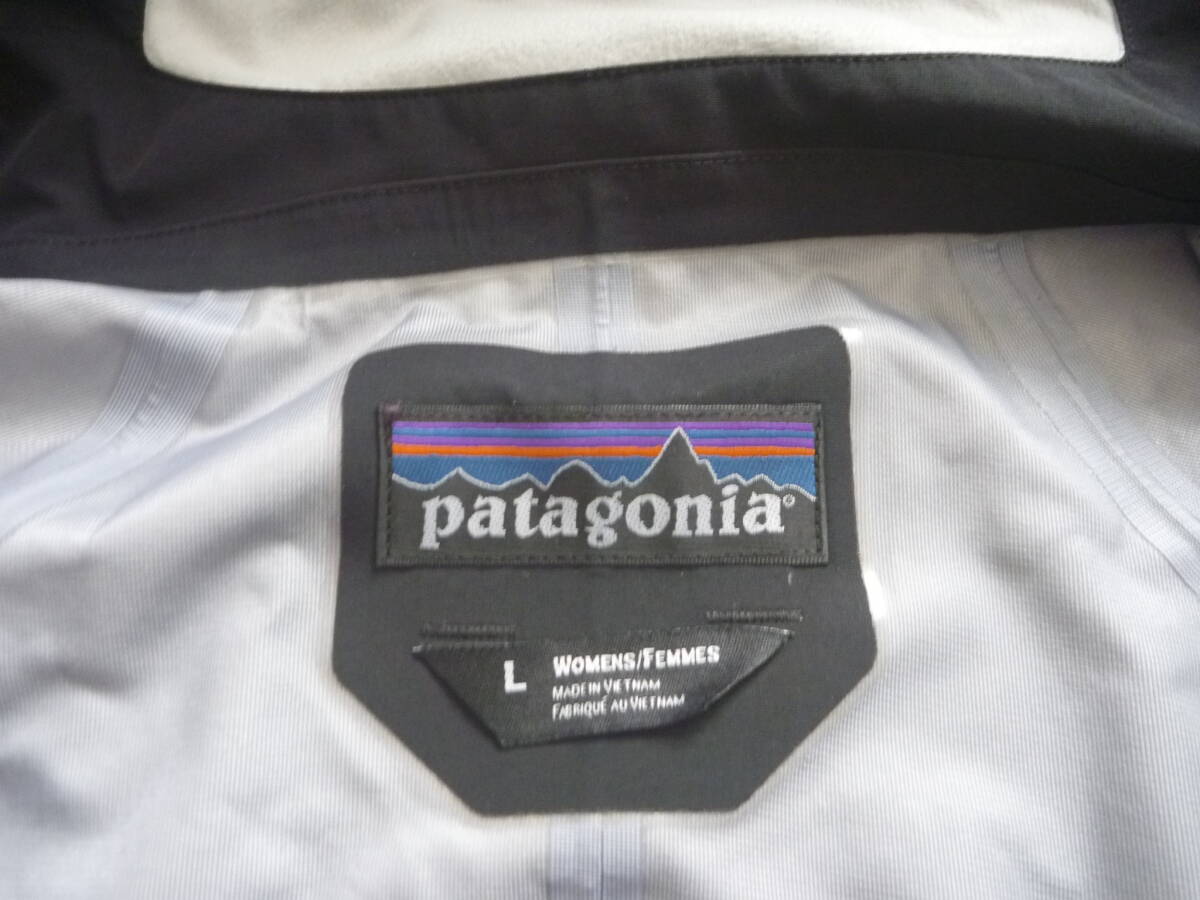 patagonia®
L
WOMENS/FEMMES
MADE IN VIETNAM
FABRIQUÉ AU VIETNAM